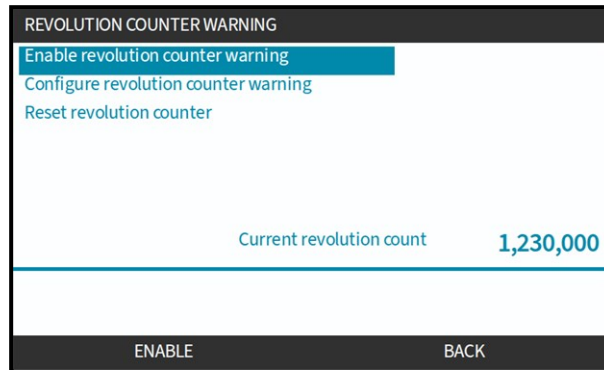 REVOLUTION COUNTER WARNING
Enable revolution counter warning
Configure revolution counter warning
Reset revolution counter
Current revolution count 1,230,000
ENABLE BACK